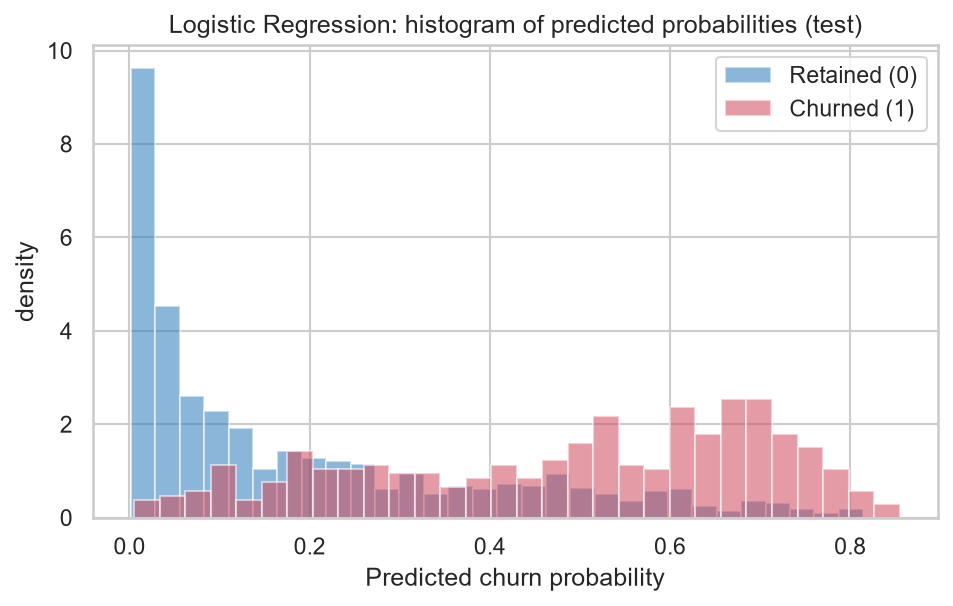 Logistic Regression: histogram of predicted probabilities (test)
Retained (0)
Churned (1)
density
10
8
6
4
2
0
0.0 0.2 0.4 0.6 0.8
Predicted churn probability